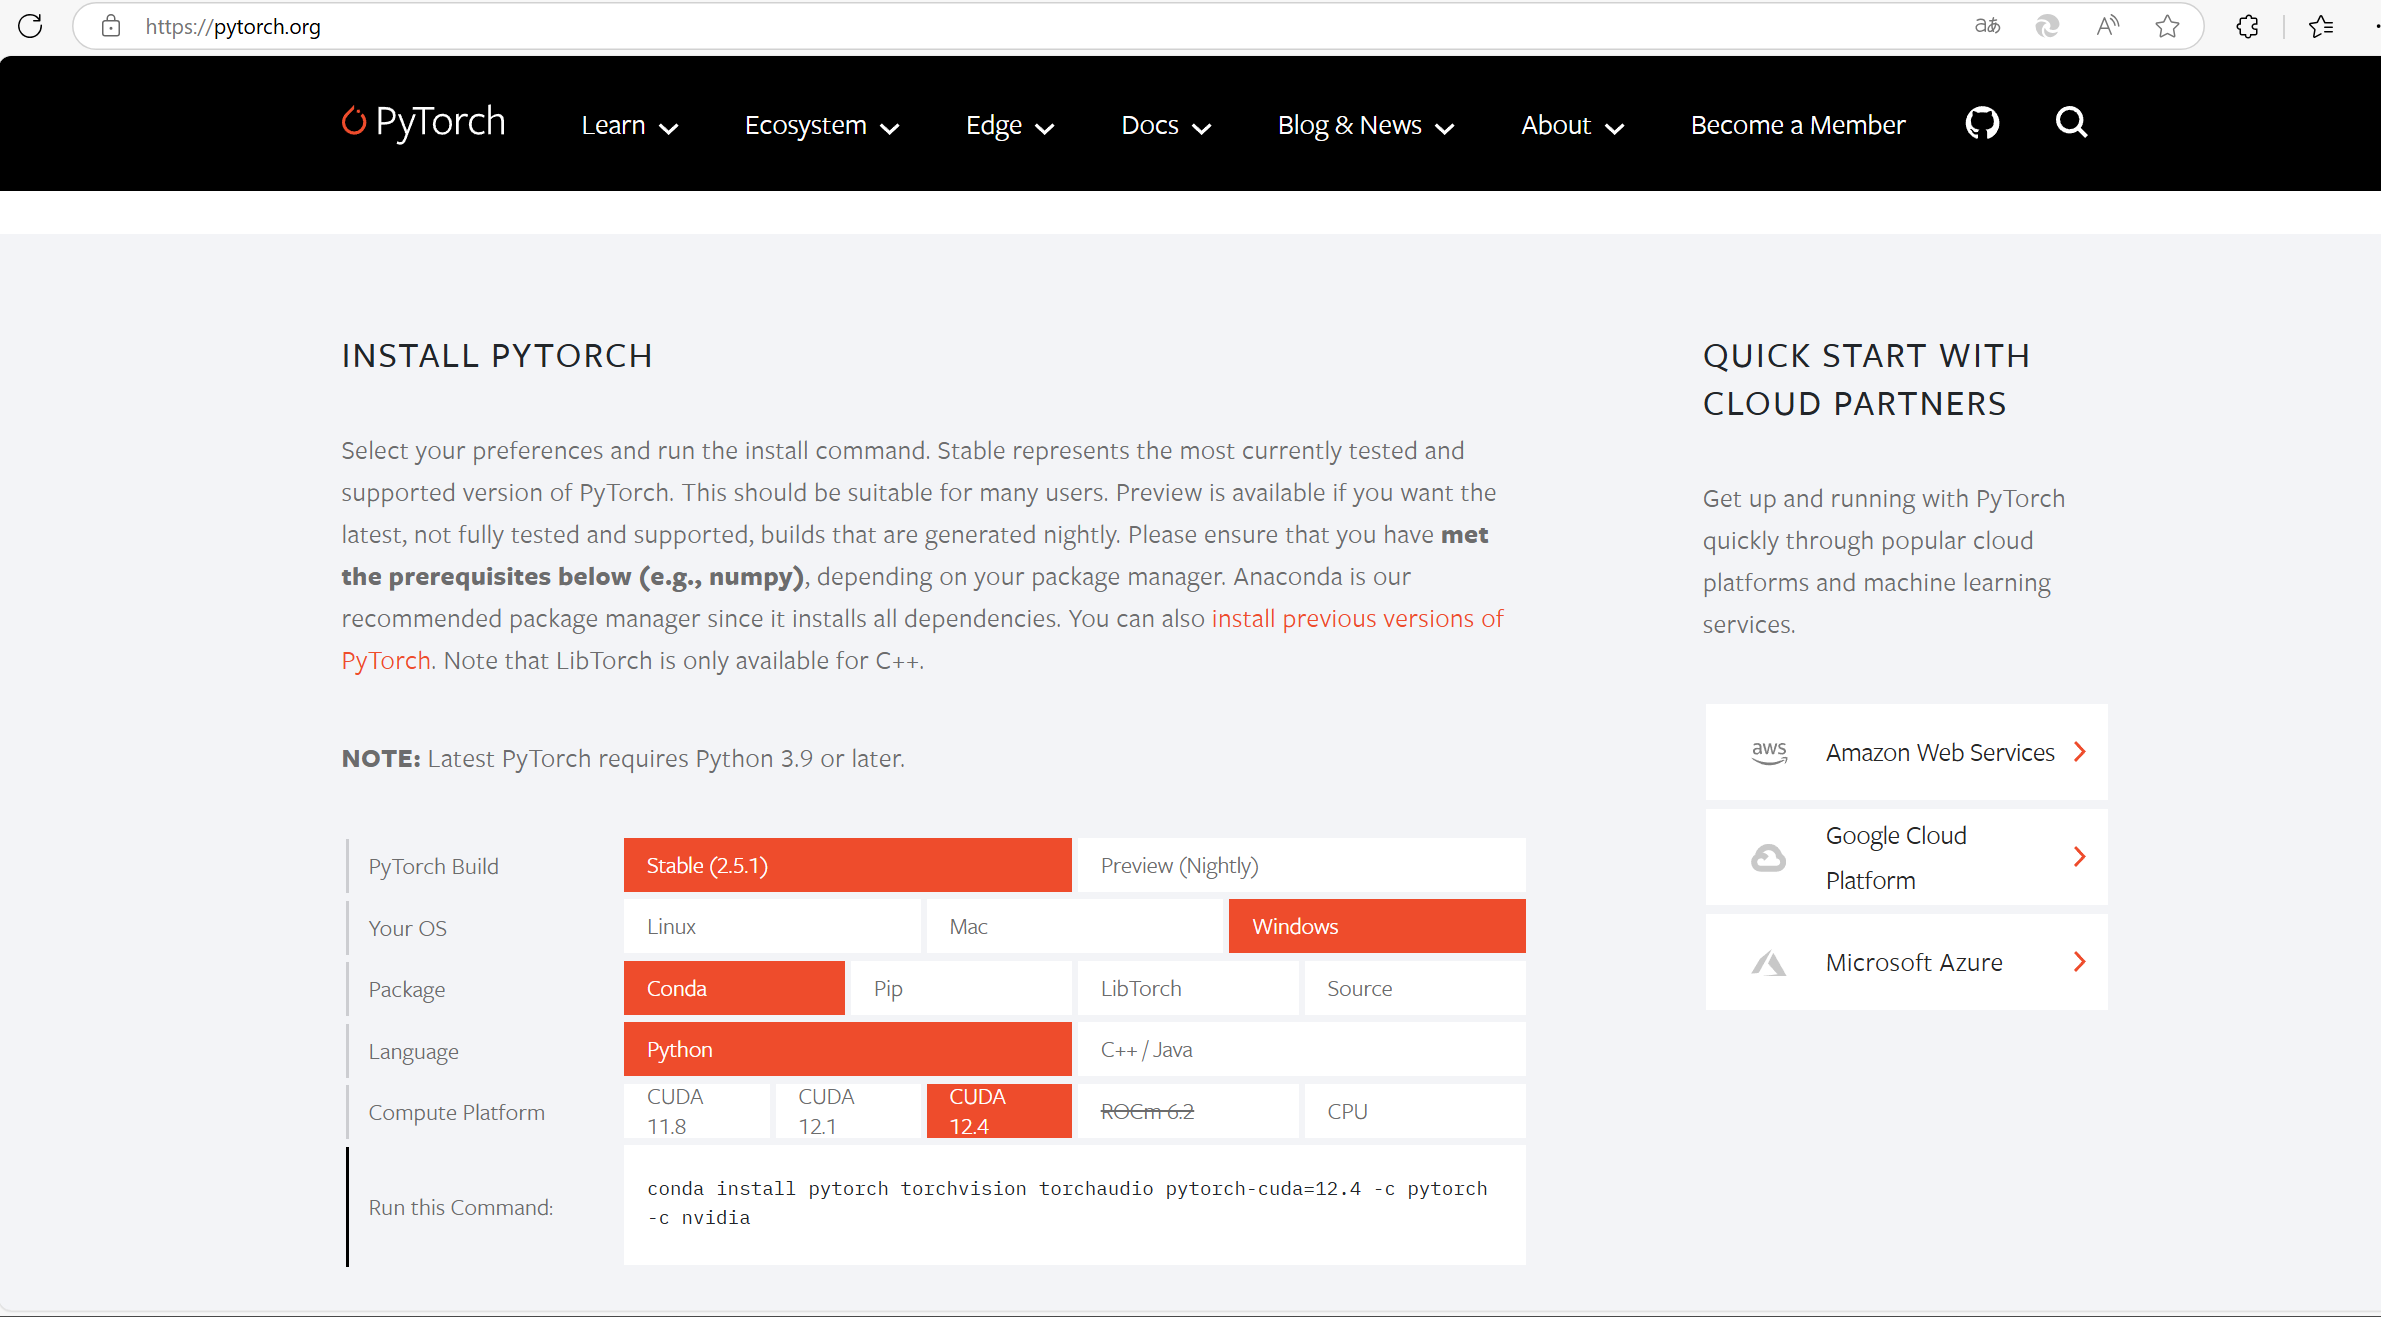 https://pytorch.org
aあ
PyTorch
Learn
Ecosystem
Edge
Docs
Blog & News
About
Become a Member
INSTALL PYTORCH
Select your preferences and run the install command. Stable represents the most currently tested and
supported version of PyTorch. This should be suitable for many users. Preview is available if you want the
latest, not fully tested and supported, builds that are generated nightly. Please ensure that you have met
the prerequisites below (e.g., numpy), depending on your package manager. Anaconda is our
recommended package manager since it installs all dependencies. You can also install previous versions of
PyTorch. Note that LibTorch is only available for C++.
NOTE: Latest PyTorch requires Python 3.9 or later.
PyTorch Build
Stable (2.5.1)
Preview (Nightly)
Your OS
Linux
Mac
Windows
Package
Conda
Pip
LibTorch
Source
Language
Python
C++ / Java
Compute Platform
CUDA
11.8
CUDA
12.1
CUDA
12.4
ROCm 6.2
CPU
Run this Command:
conda install pytorch torchvision torchaudio pytorch-cuda=12.4 -c pytorch
-c nvidia
QUICK START WITH
CLOUD PARTNERS
Get up and running with PyTorch
quickly through popular cloud
platforms and machine learning
services.
aws
Amazon Web Services
Google Cloud
Platform
Microsoft Azure